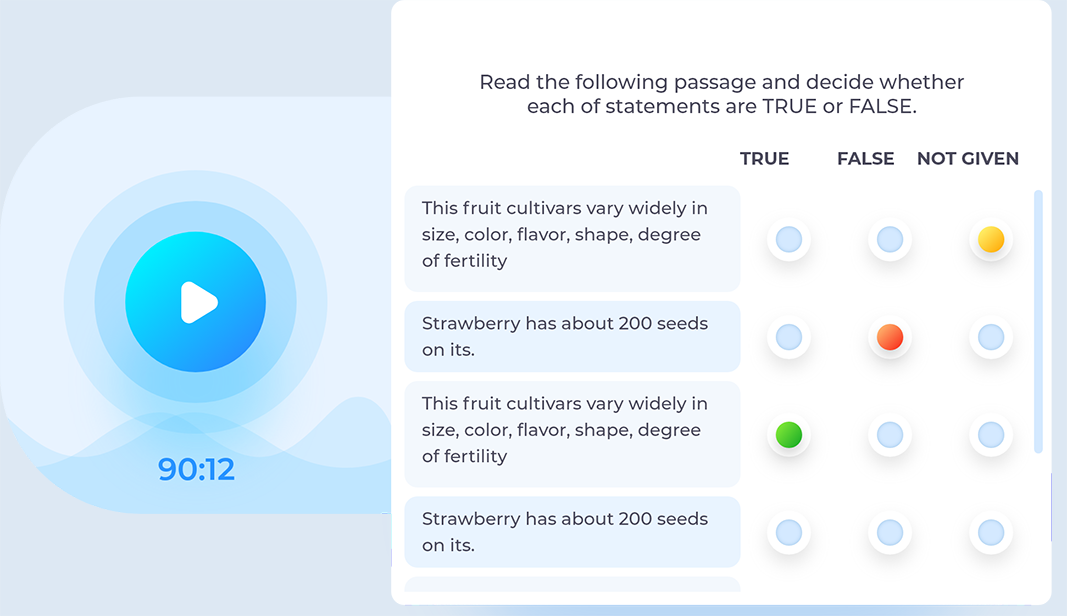 Read the following passage and decide whether
each of statements are TRUE or FALSE.
TRUE FALSE NOT GIVEN
This fruit cultivars vary widely in
size, color, flavor, shape, degree
of fertility
Strawberry has about 200 seeds
on its.
This fruit cultivars vary widely in
size, color, flavor, shape, degree
of fertility
Strawberry has about 200 seeds
on its.
90:12